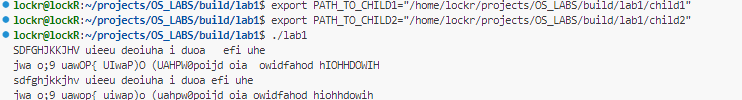 lockr@lockR:~/projects/OS_LABS/build/lab1$ export PATH_TO_CHILD1="/home/lockr/projects/OS_LABS/build/lab1/child1"
lockr@lockR:~/projects/OS_LABS/build/lab1$ export PATH_TO_CHILD2="/home/lockr/projects/OS_LABS/build/lab1/child2"
lockr@lockR:~/projects/OS_LABS/build/lab1$ ./lab1
SDFGHJKKJHV uieeu deoiuha i duoa   efi uhe
jwa o;9 uawOP{ UIwaP)O (UAHPW0poijd oia  owidfahod hIOHHDOWIH
sdfghjkkjhv uieeu deoiuha i duoa efi uhe
jwa o;9 uawop{ uiwap)o (uahpw0poijd oia owidfahod hiohhdowih